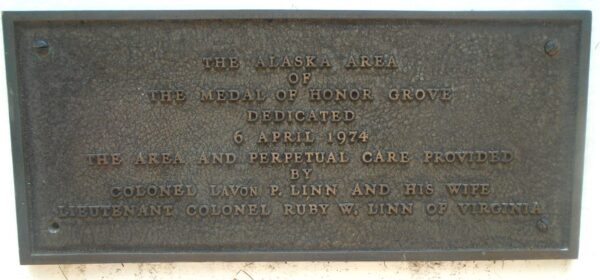 THE ALASKA AREA
OF
THE MEDAL OF HONOR GROVE
DEDICATED
6 APRIL 1974
THE AREA AND PERPETUAL CARE PROVIDED
BY
COLONEL LAVON P. LINN AND HIS WIFE
LIEUTENANT COLONEL RUBY W. LINN OF VIRGINIA